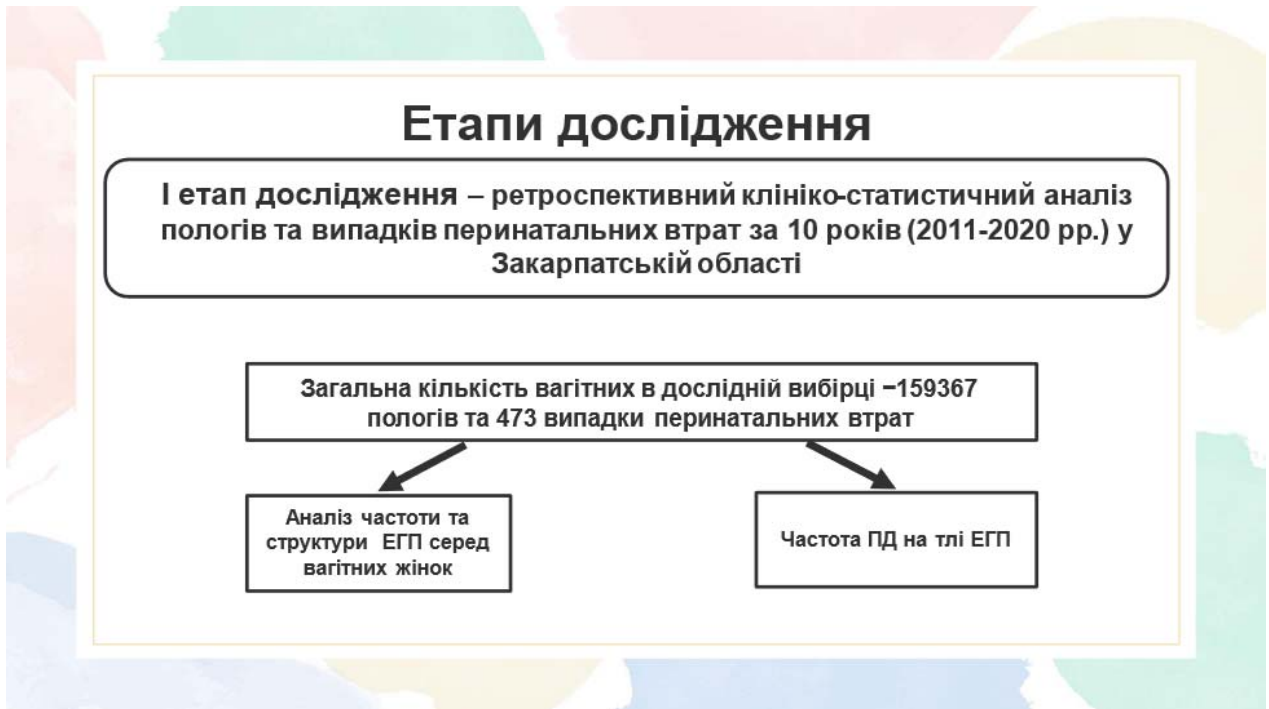 Етапи дослідження
І етап дослідження – ретроспективний клініко-статистичний аналіз
пологів та випадків перинатальних втрат за 10 років (2011-2020 рр.) у
Закарпатській області
Загальна кількість вагітних в дослідній вибірці –159367
пологів та 473 випадки перинатальних втрат
Аналіз частоти та
структури ЕГП серед
вагітних жінок
Частота ПД на тлі ЕГП